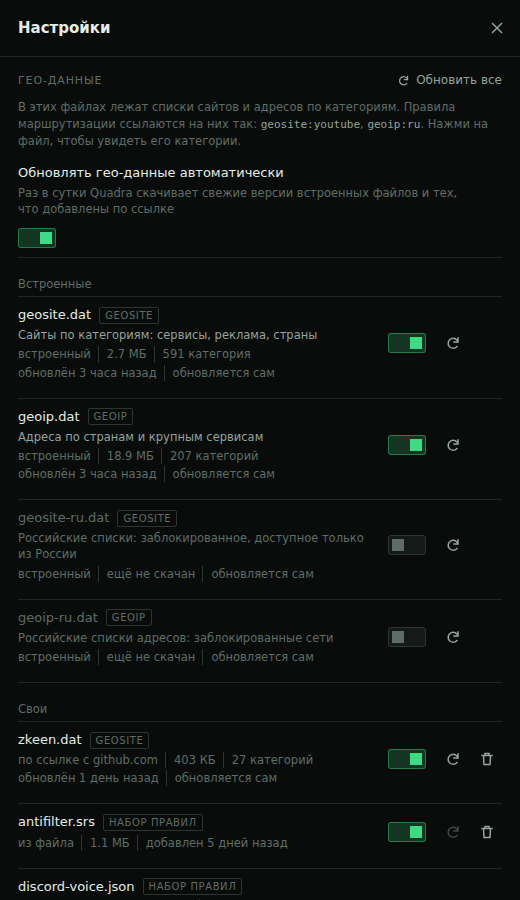 Настройки
ГЕО-ДАННЫЕ
Обновить все
В этих файлах лежат списки сайтов и адресов по категориям. Правила
маршрутизации ссылаются на них так: geosite:youtube, geoip:ru. Нажми на
файл, чтобы увидеть его категории.
Обновлять гео-данные автоматически
Раз в сутки Quadra скачивает свежие версии встроенных файлов и тех,
что добавлены по ссылке
Встроенные
geosite.dat GEOSITE
Сайты по категориям: сервисы, реклама, страны
встроенный 2.7 МБ 591 категория
обновлён 3 часа назад обновляется сам
geoip.dat GEOIP
Адреса по странам и крупным сервисам
встроенный 18.9 МБ 207 категорий
обновлён 3 часа назад обновляется сам
geosite-ru.dat GEOSITE
Российские списки: заблокированное, доступное только
из России
встроенный ещё не скачан обновляется сам
geoip-ru.dat GEOIP
Российские списки адресов: заблокированные сети
встроенный ещё не скачан обновляется сам
Свои
zkeen.dat GEOSITE
по ссылке с github.com 403 КБ 27 категорий
обновлён 1 день назад обновляется сам
antifilter.srs НАБОР ПРАВИЛ
из файла 1.1 МБ добавлен 5 дней назад
discord-voice.json НАБОР ПРАВИЛ